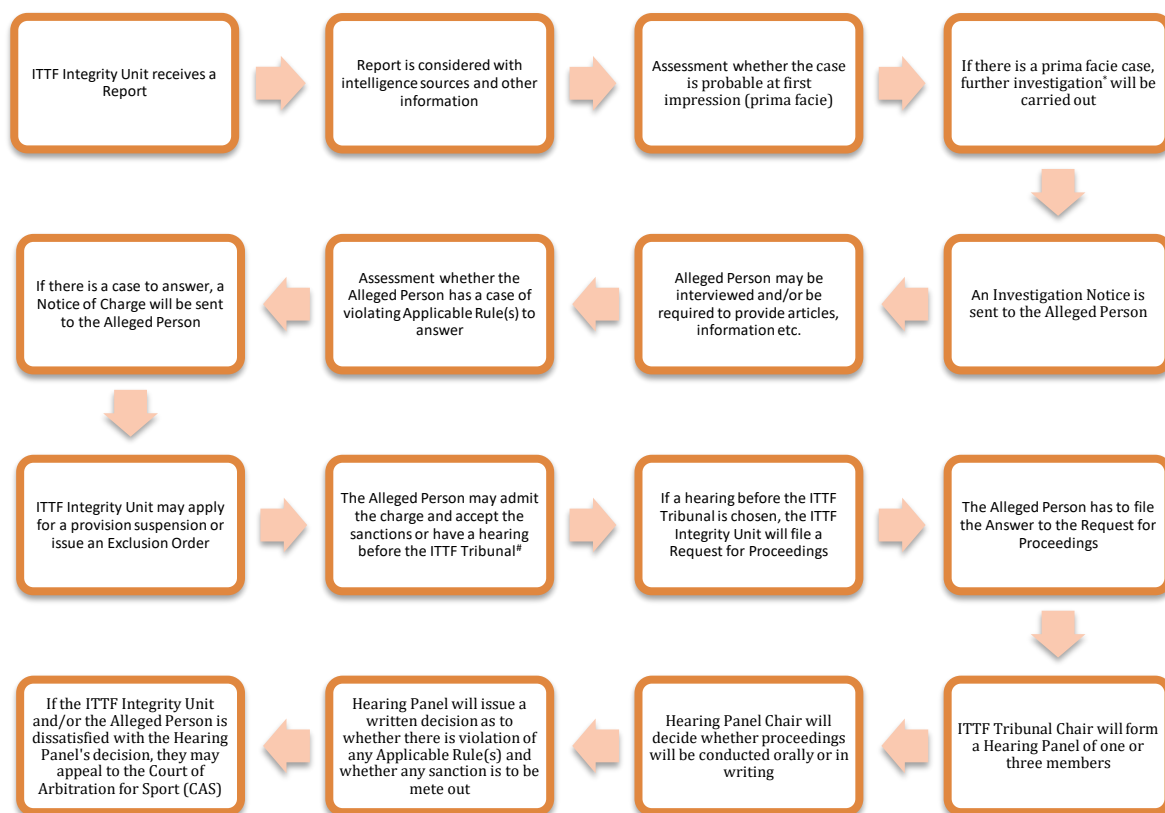 ITTF Integrity Unit receives a
Report
Report is considered with
intelligence sources and other
information
Assessment whether the case
is probable at first
impression (prima facie)
If there is a prima facie case,
further investigation* will be
carried out
An Investigation Notice is
sent to the Alleged Person
Alleged Person may be
interviewed and/or be
required to provide articles,
information etc.
Assessment whether the
Alleged Person has a case of
violating Applicable Rule(s) to
answer
If there is a case to answer, a
Notice of Charge will be sent
to the Alleged Person
ITTF Integrity Unit may apply
for a provision suspension or
issue an Exclusion Order
The Alleged Person may admit
the charge and accept the
sanctions or have a hearing
before the ITTF Tribunal#
If a hearing before the ITTF
Tribunal is chosen, the ITTF
Integrity Unit will file a
Request for Proceedings
The Alleged Person has to file
the Answer to the Request for
Proceedings
ITTF Tribunal Chair will form
a Hearing Panel of one or
three members
Hearing Panel Chair will
decide whether proceedings
will be conducted orally or in
writing
Hearing Panel will issue a
written decision as to
whether there is violation of
any Applicable Rule(s) and
whether any sanction is to be
mete out
If the ITTF Integrity Unit
and/or the Alleged Person is
dissatisfied with the Hearing
Panel's decision, they may
appeal to the Court of
Arbitration for Sport (CAS)